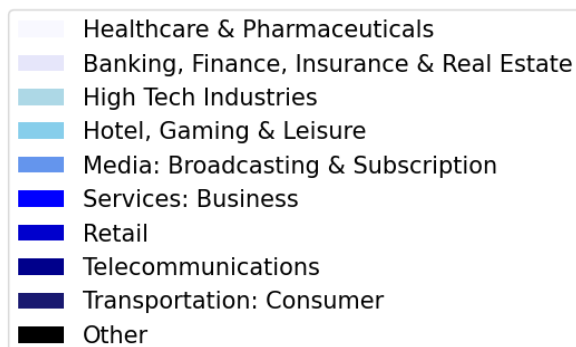 Healthcare & Pharmaceuticals
Banking, Finance, Insurance & Real Estate
High Tech Industries
Hotel, Gaming & Leisure
Media: Broadcasting & Subscription
Services: Business
Retail
Telecommunications
Transportation: Consumer
Other